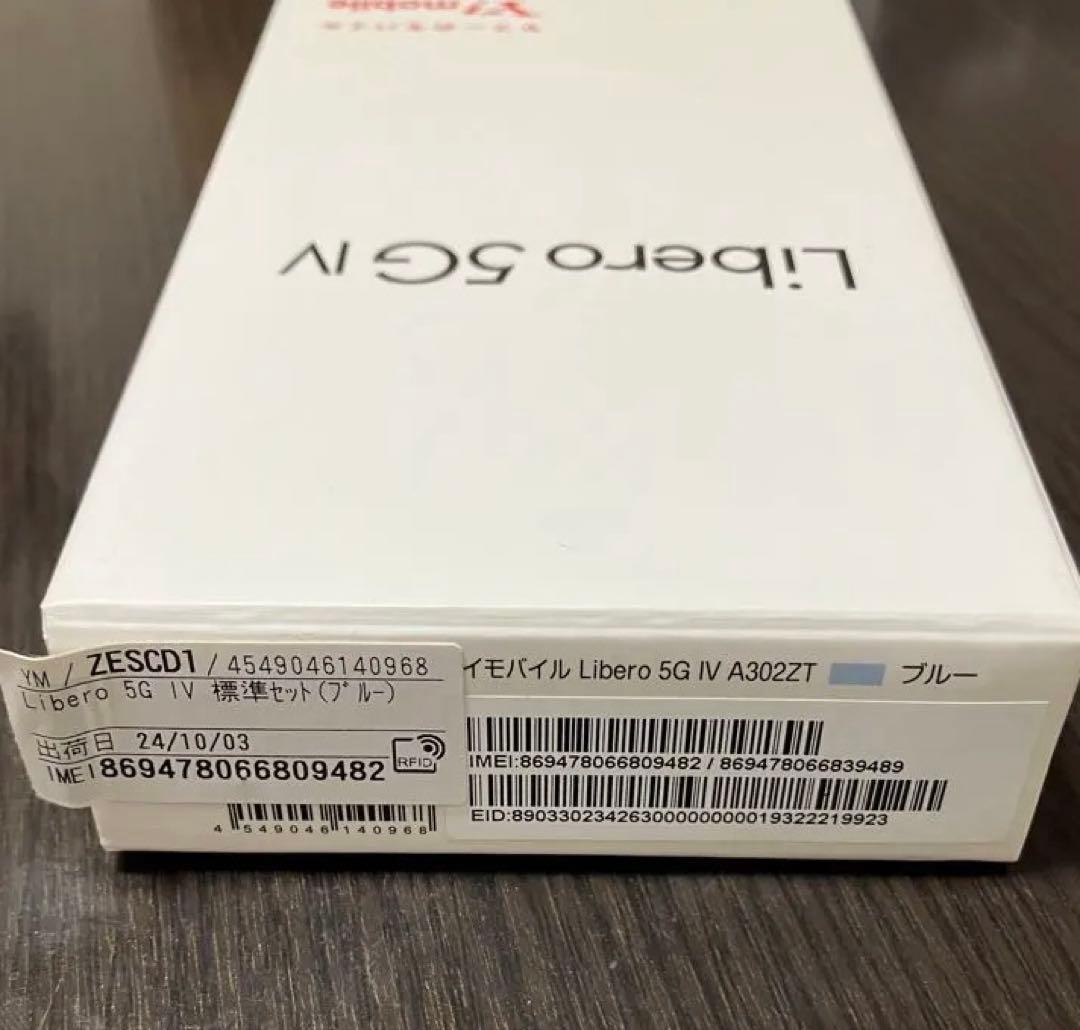 Y!mobile
Libero 5G IV
YM / ZESCD1 / 4549046140968
Libero 5G IV 標準セット(ブルー)
出荷日 24/10/03
IMEI 869478066809482
RFID
4 549046 140968
イモバイル Libero 5G IV A302ZT ブルー
IMEI:869478066809482 / 869478066839489
EID:89033023426300000000019322219923